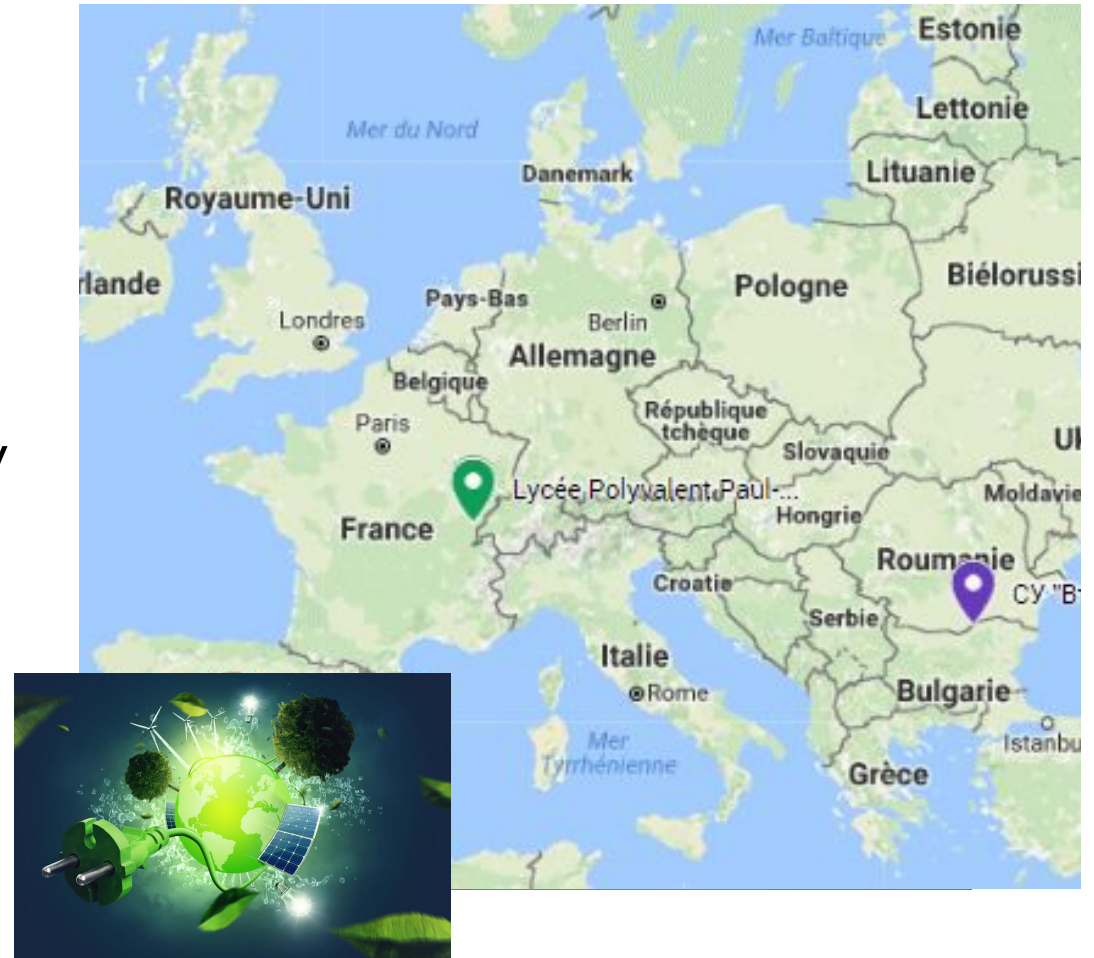 Estonie
Mer Baltique
Lettonie
Mer du Nord
Danemark
Lituanie
Royaume-Uni
rlande
Pays-Bas
Pologne
Biélorussi
Londres
Berlin
Allemagne
Belgique
Paris
République
tchèque
Slovaquie
Uk
Lycée Polyvalent Paul-...
Moldavie
Hongrie
France
Roumanie
Croatie
СУ "Вт
Serbie
Italie
Rome
Bulgarie
Istanbu
Mer
Tyrrhénienne
Grèce